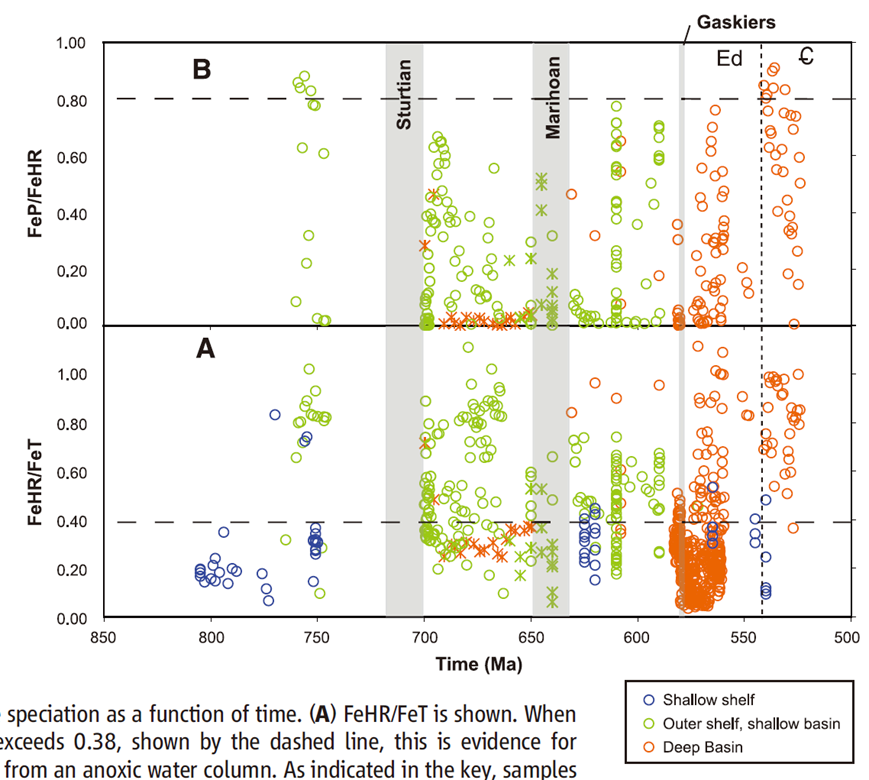 Gaskiers
1.00
B
Ed
Є
0.80
Sturtian
Marinoan
0.60
FeP/FeHR
0.40
0.20
0.00
A
1.00
0.80
0.60
FeHR/FeT
0.40
0.20
0.00
850 800 750 700 650 600 550 500
Time (Ma)
Shallow shelf
Outer shelf, shallow basin
Deep Basin
speciation as a function of time. (A) FeHR/FeT is shown. When
exceeds 0.38, shown by the dashed line, this is evidence for
from an anoxic water column. As indicated in the key, samples